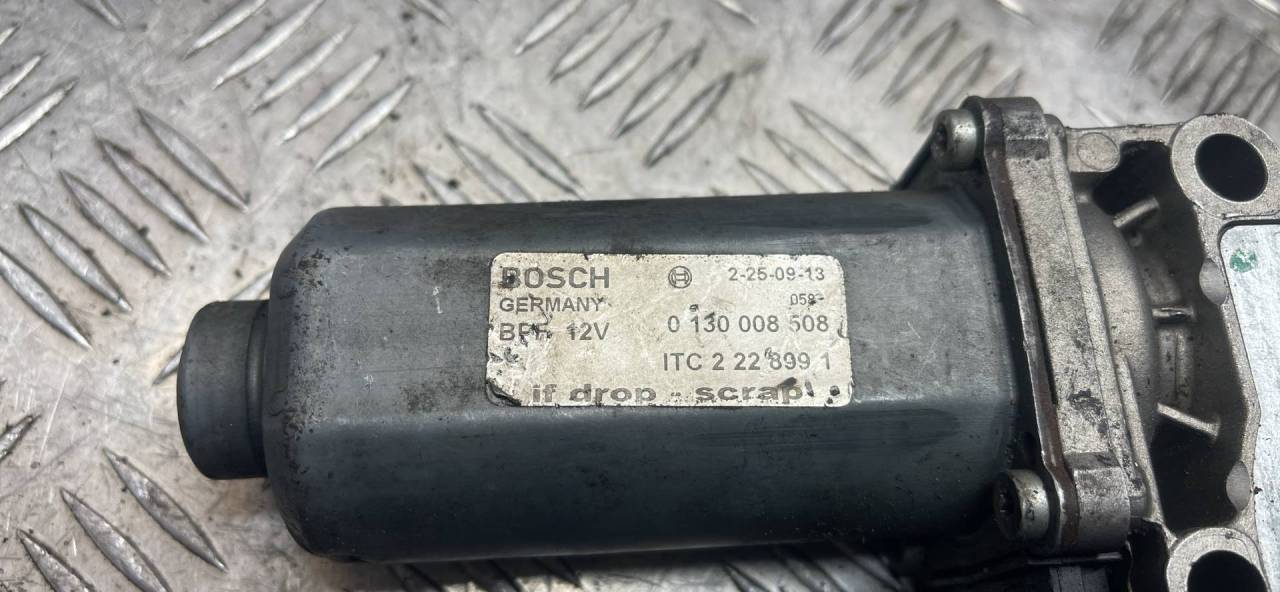 BOSCH 2-25-09-13
GERMANY
12V 0 130 008 508
ITC 2 22 899 1
if drop - scrap!